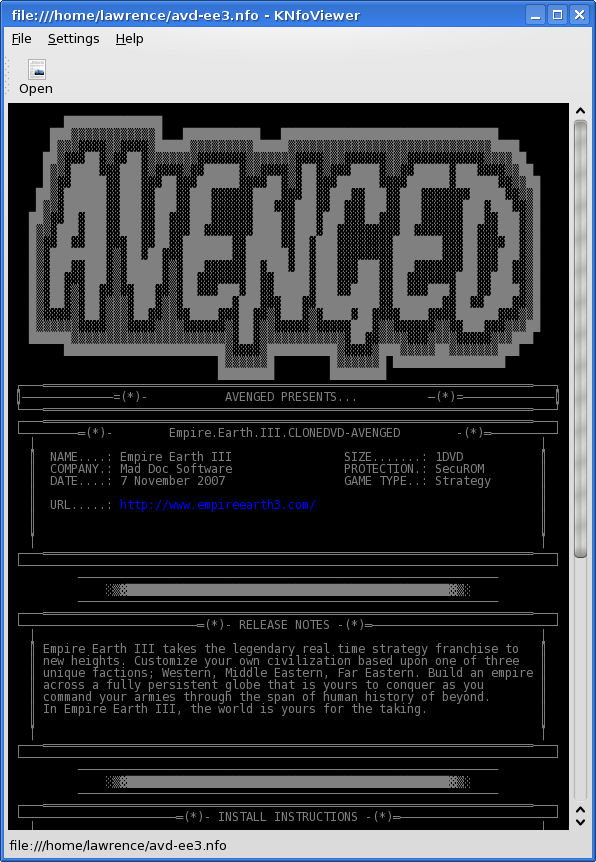 file:///home/lawrence/avd-ee3.nfo - KNfoViewer
File Settings Help
Open
AVENGED
=(*)- AVENGED PRESENTS... -(*)=
=(*)- Empire.Earth.III.CLONEDVD-AVENGED -(*)=
NAME....: Empire Earth III SIZE.......: 1DVD
COMPANY.: Mad Doc Software PROTECTION.: SecuROM
DATE....: 7 November 2007 GAME TYPE..: Strategy
URL.....: http://www.empireearth3.com/
=(*)- RELEASE NOTES -(*)=
Empire Earth III takes the legendary real time strategy franchise to
new heights. Customize your own civilization based upon one of three
unique factions; Western, Middle Eastern, Far Eastern. Build an empire
across a fully persistent globe that is yours to conquer as you
command your armies through the span of human history of beyond.
In Empire Earth III, the world is yours for the taking.
=(*)- INSTALL INSTRUCTIONS -(*)=
file:///home/lawrence/avd-ee3.nfo